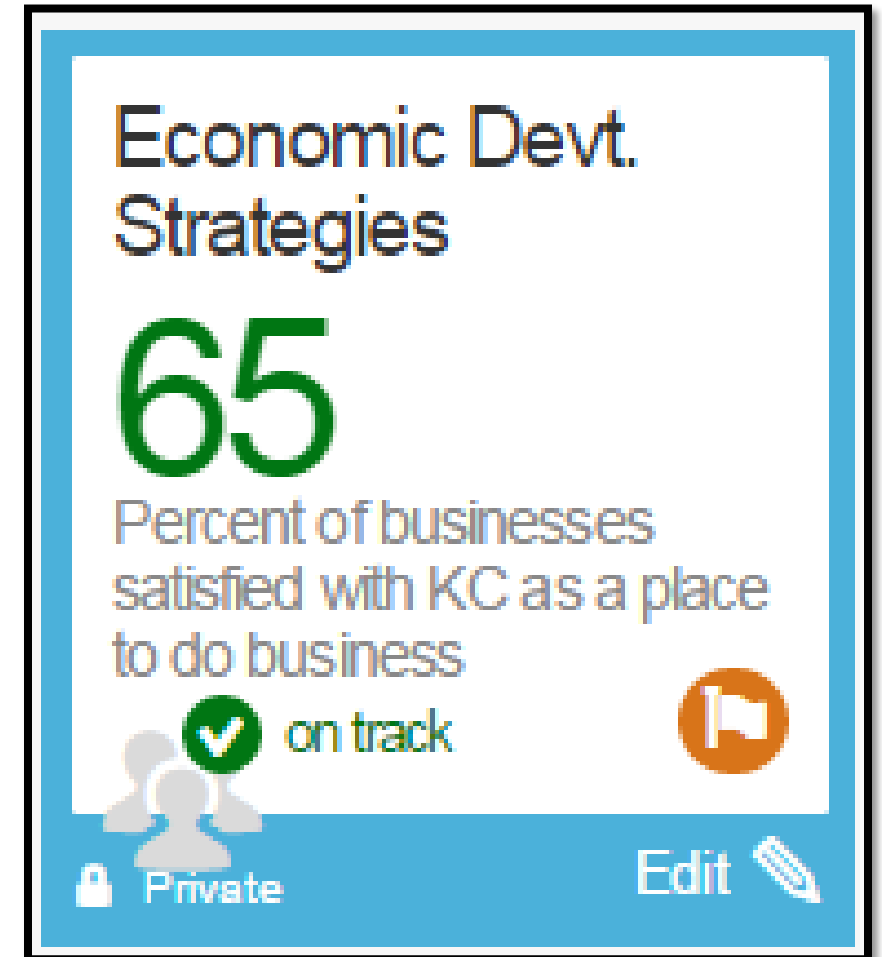 Economic Devt.
Strategies
65
Percent of businesses
satisfied with KC as a place
to do business
on track
Private
Edit